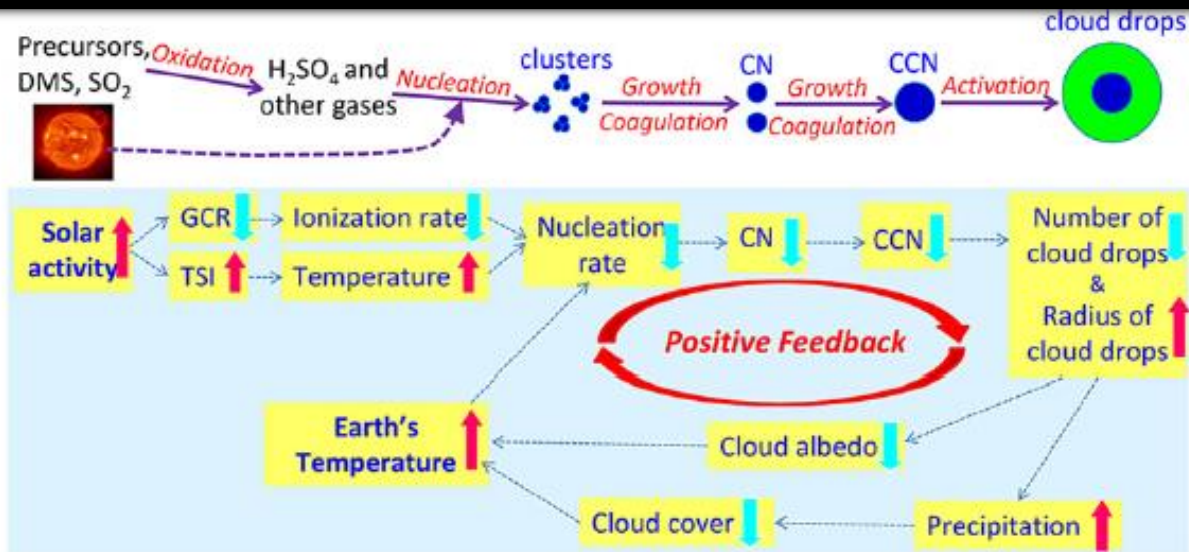 cloud drops
Precursors,
DMS, SO₂
Oxidation
H₂SO₄ and
other gases
Nucleation
clusters
Growth
Coagulation
CN
Growth
Coagulation
CCN
Activation
Solar
activity
GCR
Ionization rate
TSI
Temperature
Nucleation
rate
CN
CCN
Number of
cloud drops
&
Radius of
cloud drops
Positive Feedback
Earth's
Temperature
Cloud albedo
Cloud cover
Precipitation